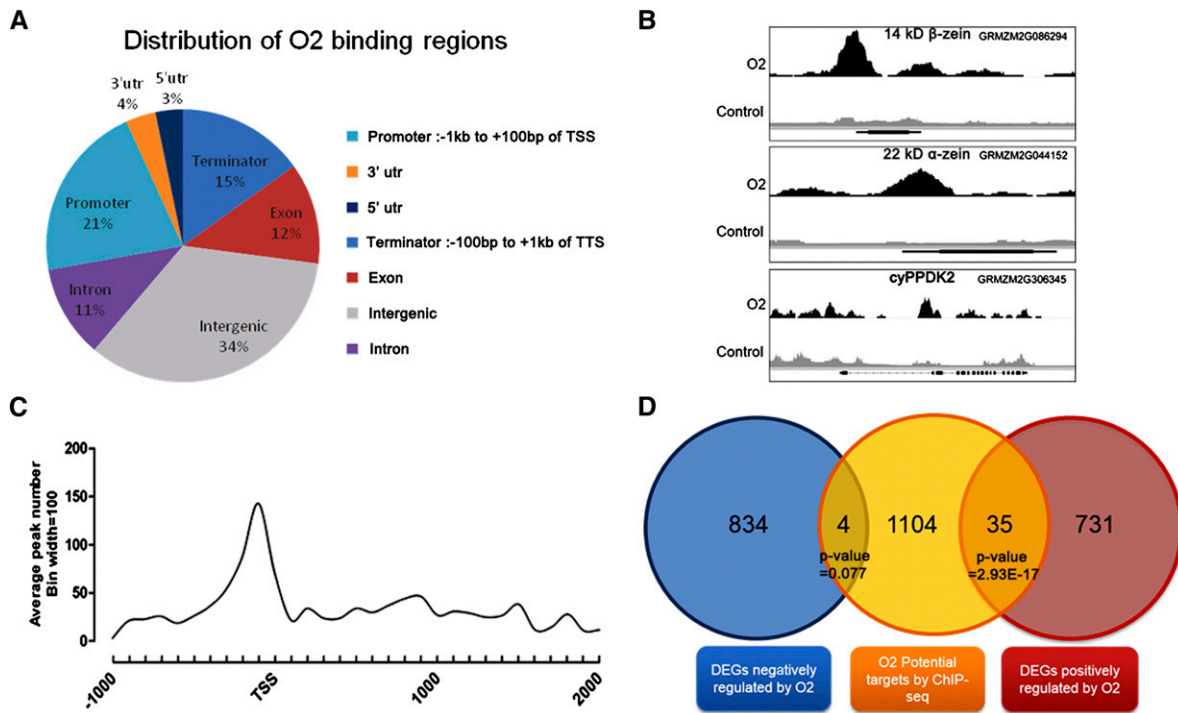 A
Distribution of O2 binding regions
3'utr
4%
5'utr
3%
Terminator
15%
Exon
12%
Intergenic
34%
Intron
11%
Promoter
21%
Promoter :-1kb to +100bp of TSS
3' utr
5' utr
Terminator :-100bp to +1kb of TTS
Exon
Intergenic
Intron
B
14 kD β-zein GRMZM2G086294
O2
Control
22 kD α-zein GRMZM2G044152
O2
Control
cyPPDK2 GRMZM2G306345
O2
Control
C
Average peak number
Bin width=100
200
150
100
50
0
-1000
TSS
1000
2000
D
834
4
p-value
=0.077
1104
35
p-value
=2.93E-17
731
DEGs negatively
regulated by O2
O2 Potential
targets by ChIP-
seq
DEGs positively
regulated by O2